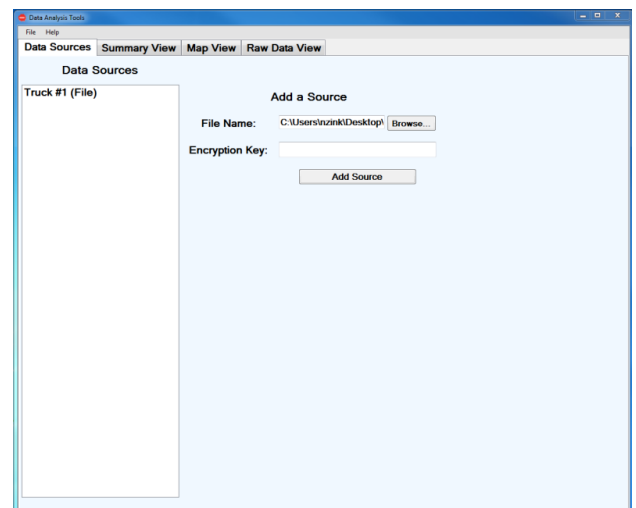 Data Analysis Tools
File Help
Data Sources Summary View Map View Raw Data View
Data Sources
Truck #1 (File)
Add a Source
File Name: C:\Users\nzink\Desktop\ Browse...
Encryption Key:
Add Source